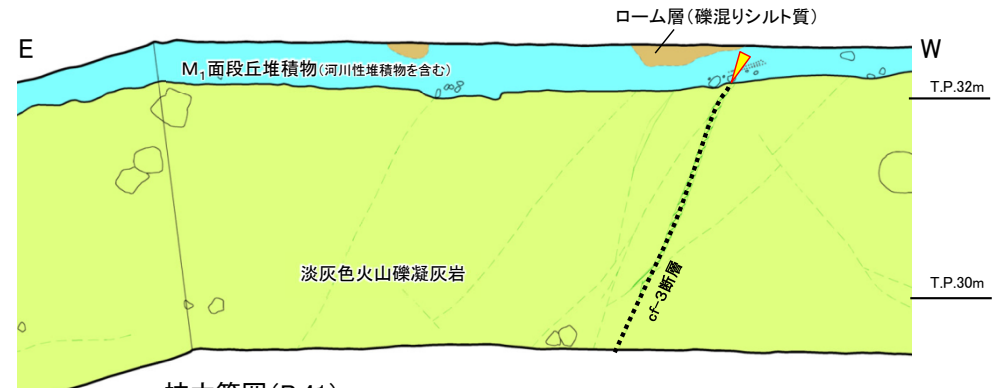 ローム層(礫混りシルト質)
E
W
M₁面段丘堆積物(河川性堆積物を含む)
T.P.32m
淡灰色火山礫凝灰岩
T.P.30m
cf-3断層